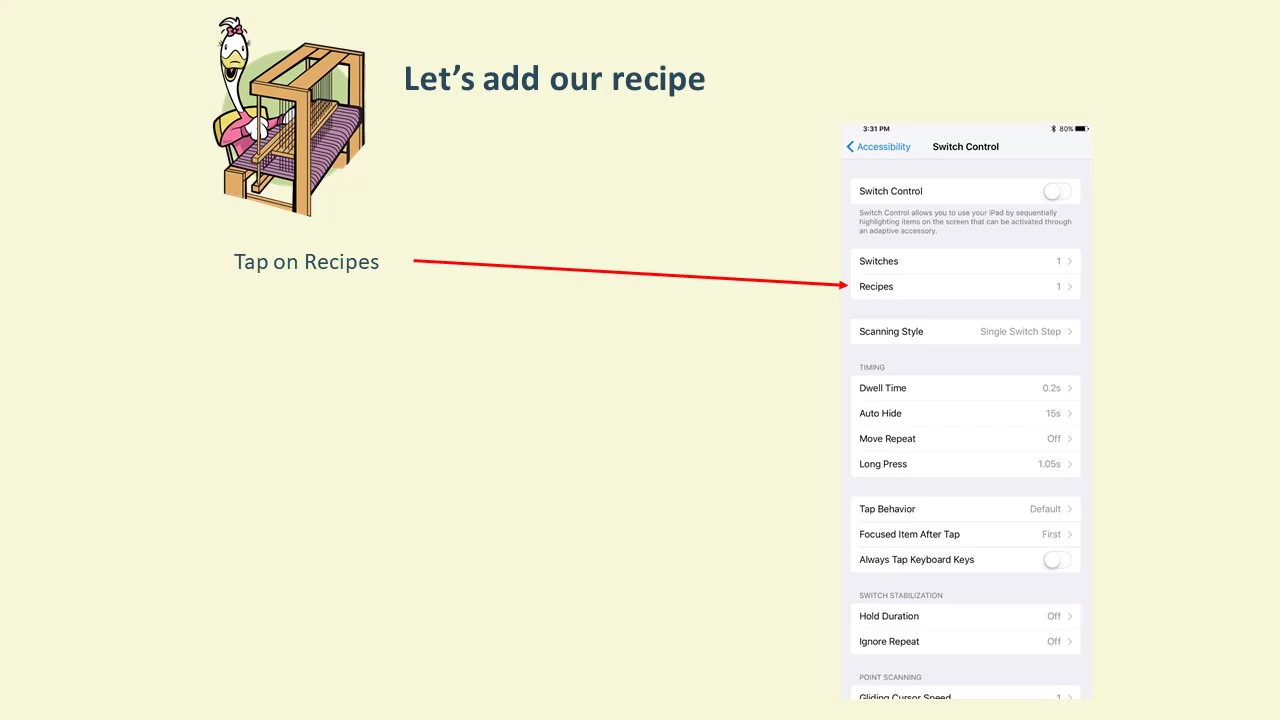 Let's add our recipe
Tap on Recipes
3:31 PM 80%
Accessibility Switch Control
Switch Control
Switch Control allows you to use your iPad by sequentially
highlighting items on the screen that can be activated through
an adaptive accessory.
Switches 1
Recipes 1
Scanning Style Single Switch Step
TIMING
Dwell Time 0.2s
Auto Hide 15s
Move Repeat Off
Long Press 1.05s
Tap Behavior Default
Focused Item After Tap First
Always Tap Keyboard Keys
SWITCH STABILIZATION
Hold Duration Off
Ignore Repeat Off
POINT SCANNING
Gliding Cursor Speed 1